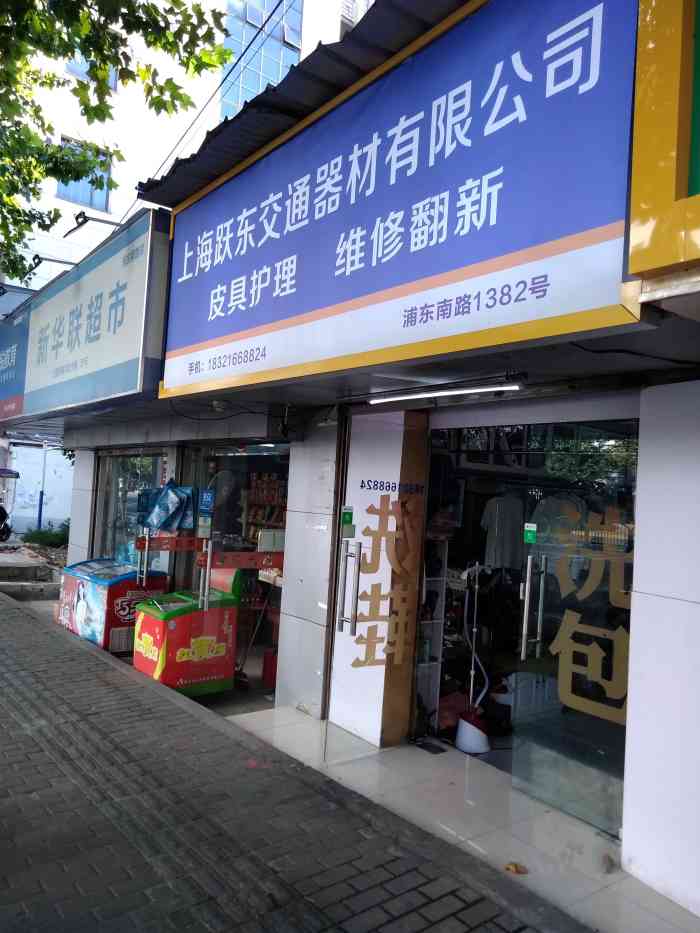 上海跃东交通器材有限公司
皮具护理 维修翻新
手机：18321668824
浦东南路1382号
新华联超市
18321668824
洗鞋
洗包